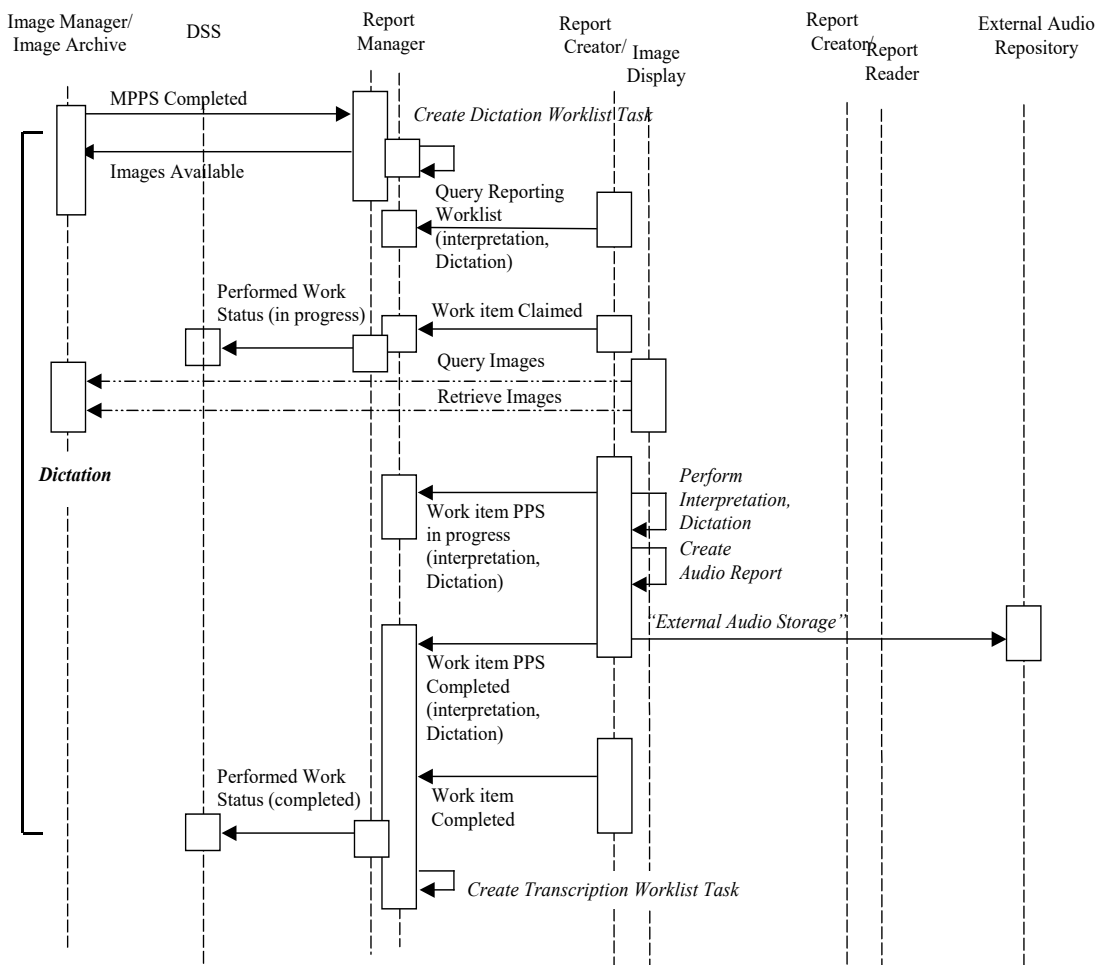 Image Manager/
Image Archive
DSS
Report
Manager
Report
Creator/
Image
Display
Report
Creator/
Report
Reader
External Audio
Repository
MPPS Completed
Create Dictation Worklist Task
Images Available
Query Reporting
Worklist
(interpretation,
Dictation)
Performed Work
Status (in progress)
Work item Claimed
Query Images
Retrieve Images
Dictation
Perform
Interpretation,
Dictation
Work item PPS
in progress
(interpretation,
Dictation)
Create
Audio Report
“External Audio Storage”
Work item PPS
Completed
(interpretation,
Dictation)
Performed Work
Status (completed)
Work item
Completed
Create Transcription Worklist Task